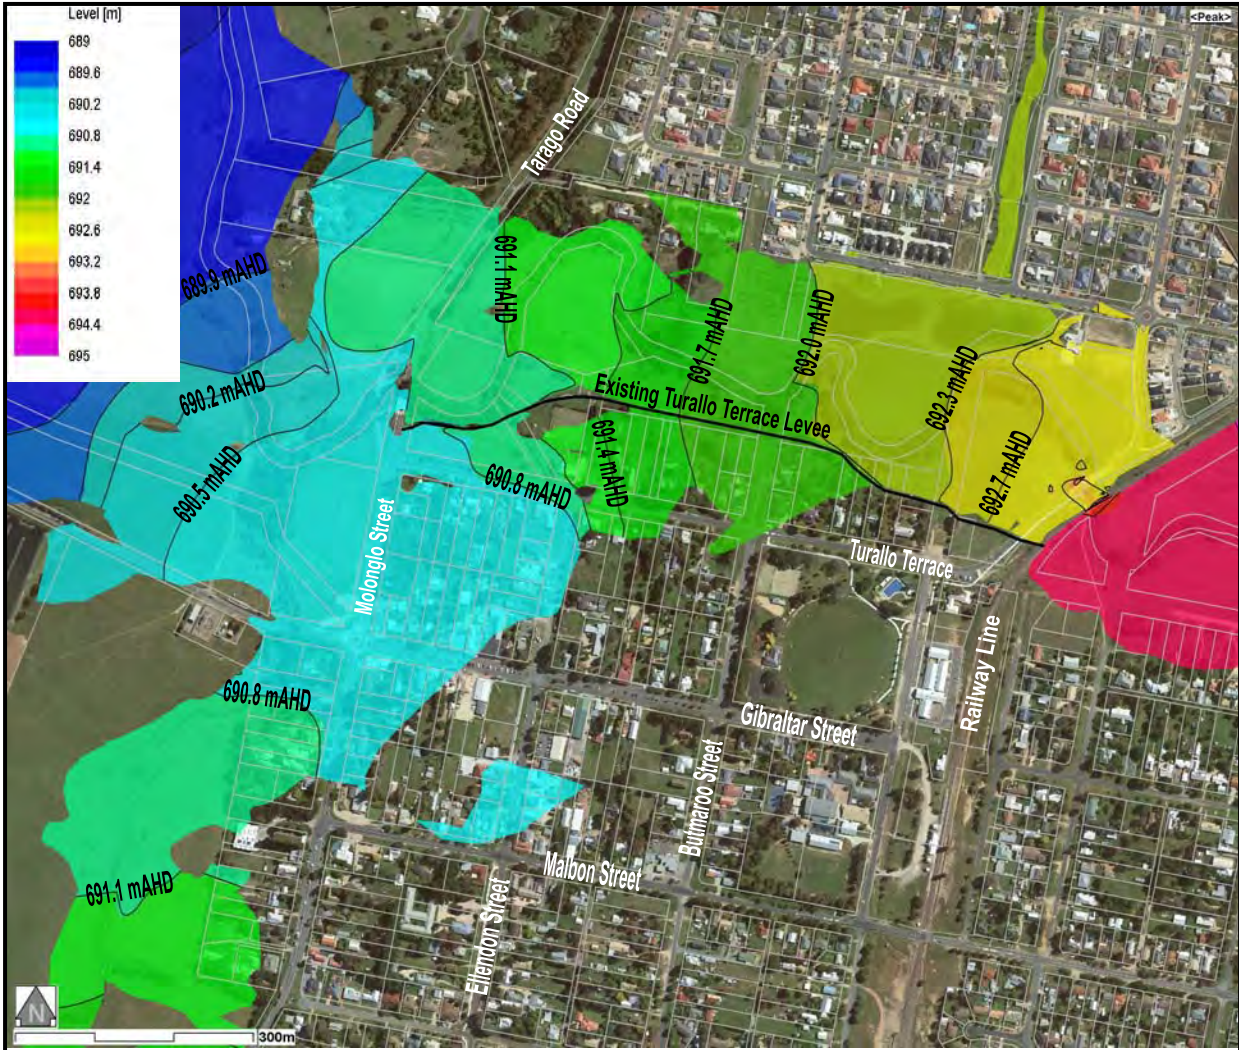 Level [m]
689
689.6
690.2
690.8
691.4
692
692.6
693.2
693.8
694.4
695
<Peak>
Tarago Road
689.9 mAHD
691.1 mAHD
691.7 mAHD
692.0 mAHD
692.3 mAHD
690.2 mAHD
Existing Turallo Terrace Levee
690.5 mAHD
690.8 mAHD
691.4 mAHD
692.7 mAHD
Molonglo Street
Turallo Terrace
Railway Line
690.8 mAHD
Gibraltar Street
Butmaroo Street
Malbon Street
691.1 mAHD
Ellendon Street
N
300m